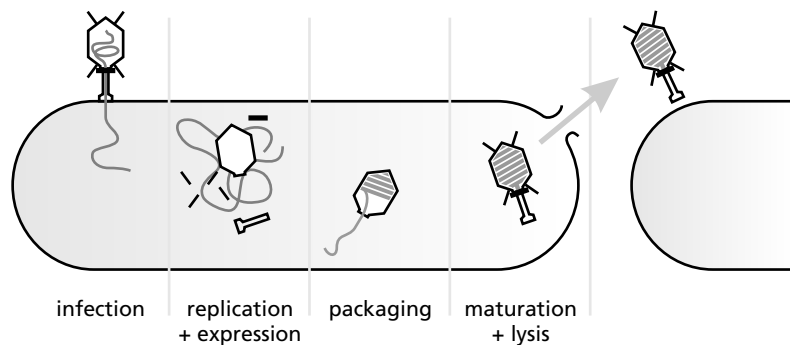 infection
replication
+ expression
packaging
maturation
+ lysis